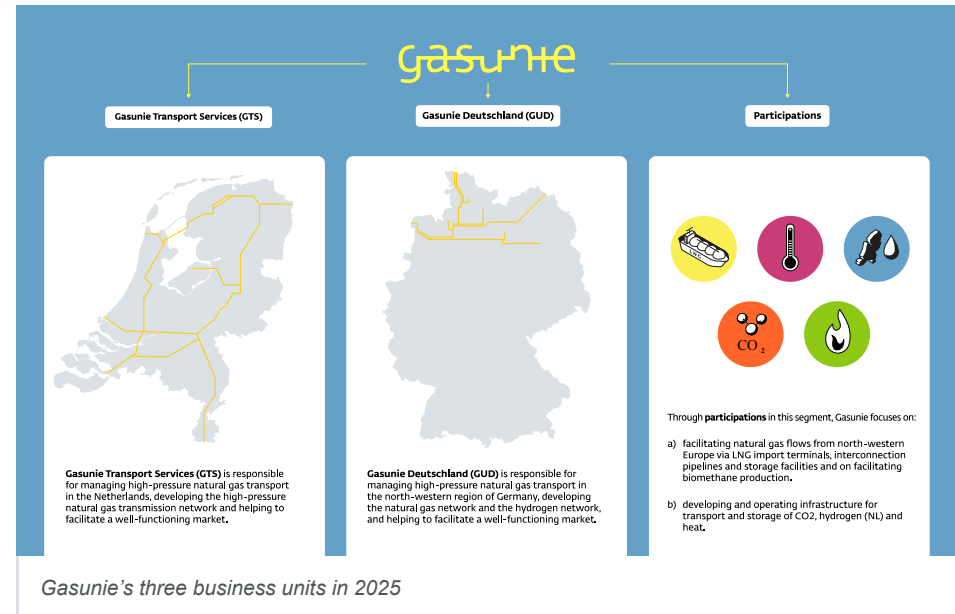 gasunie
Gasunie Transport Services (GTS)
Gasunie Deutschland (GUD)
Participations
Gasunie Transport Services (GTS) is responsible
for managing high-pressure natural gas transport
in the Netherlands, developing the high-pressure
natural gas transmission network and helping to
facilitate a well-functioning market.
Gasunie Deutschland (GUD) is responsible for
managing high-pressure natural gas transport in
the north-western region of Germany, developing
the natural gas network and the hydrogen network,
and helping to facilitate a well-functioning market.
LNG
CO2
Through participations in this segment, Gasunie focuses on:
a) facilitating natural gas flows from north-western
Europe via LNG import terminals, interconnection
pipelines and storage facilities and on facilitating
biomethane production.
b) developing and operating infrastructure for
transport and storage of CO2, hydrogen (NL) and
heat.
Gasunie's three business units in 2025